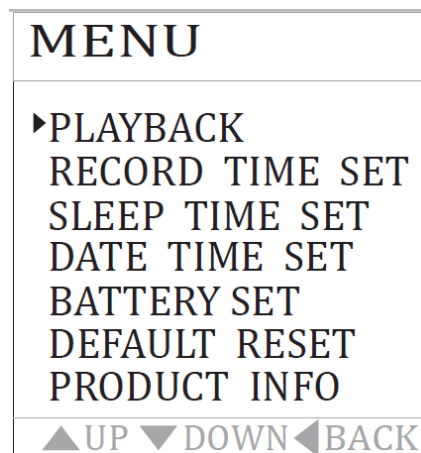 MENU
PLAYBACK
RECORD TIME SET
SLEEP TIME SET
DATE TIME SET
BATTERY SET
DEFAULT RESET
PRODUCT INFO
UP DOWN BACK